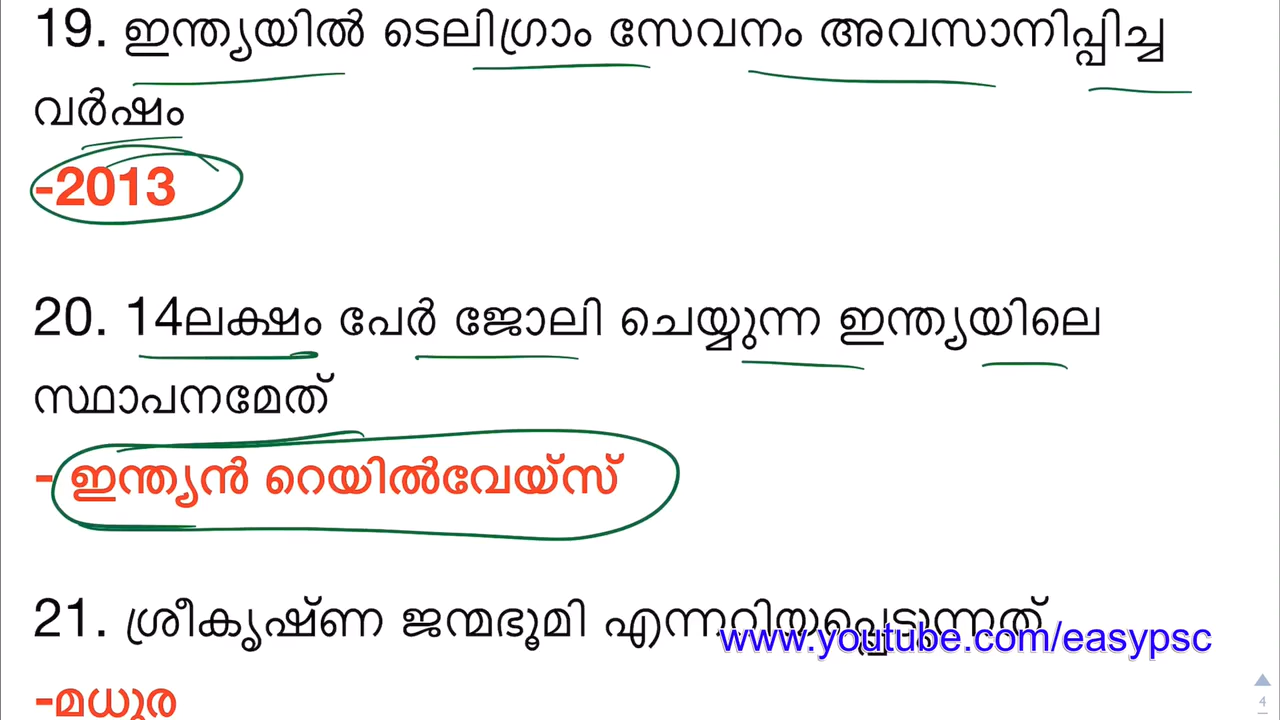 19. ഇന്ത്യയിൽ ടെലിഗ്രാം സേവനം അവസാനിപ്പിച്ച
വർഷം
-2013
20. 14ലക്ഷം പേർ ജോലി ചെയ്യുന്ന ഇന്ത്യയിലെ
സ്ഥാപനമേത്
- ഇന്ത്യൻ റെയിൽവേയ്സ്
21. ശ്രീകൃഷ്ണ ജന്മഭൂമി എന്നറിയപ്പെടുന്നത്
www.youtube.com/easypsc
-മധുര
4